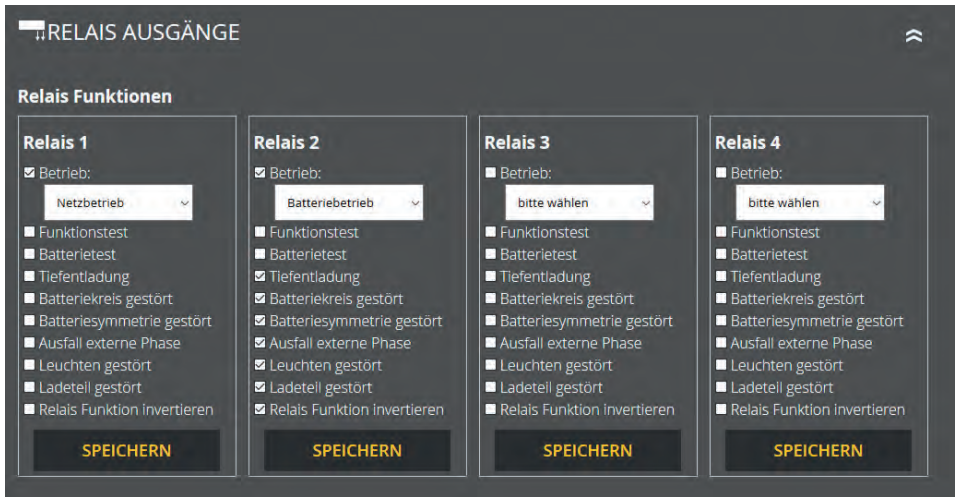 RELAIS AUSGÄNGE
Relais Funktionen
Relais 1
Betrieb:
Netzbetrieb
Funktionstest
Batterietest
Tiefentladung
Batteriekreis gestört
Batteriesymmetrie gestört
Ausfall externe Phase
Leuchten gestört
Ladeteil gestört
Relais Funktion invertieren
SPEICHERN
Relais 2
Betrieb:
Batteriebetrieb
Funktionstest
Batterietest
Tiefentladung
Batteriekreis gestört
Batteriesymmetrie gestört
Ausfall externe Phase
Leuchten gestört
Ladeteil gestört
Relais Funktion invertieren
SPEICHERN
Relais 3
Betrieb:
bitte wählen
Funktionstest
Batterietest
Tiefentladung
Batteriekreis gestört
Batteriesymmetrie gestört
Ausfall externe Phase
Leuchten gestört
Ladeteil gestört
Relais Funktion invertieren
SPEICHERN
Relais 4
Betrieb:
bitte wählen
Funktionstest
Batterietest
Tiefentladung
Batteriekreis gestört
Batteriesymmetrie gestört
Ausfall externe Phase
Leuchten gestört
Ladeteil gestört
Relais Funktion invertieren
SPEICHERN